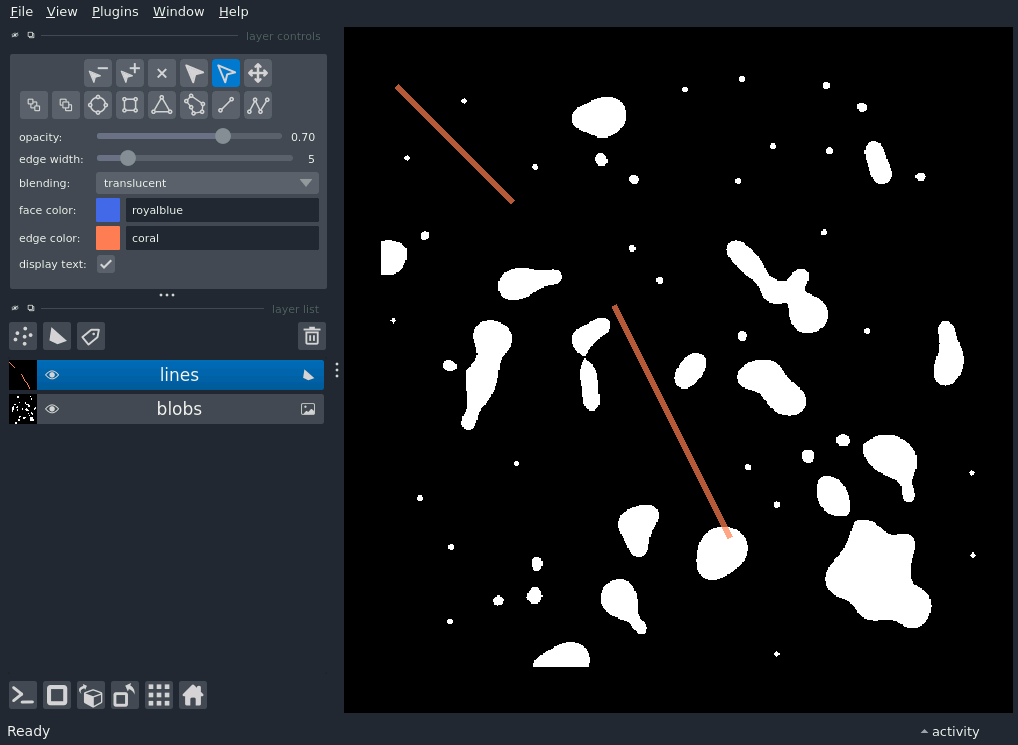 File View Plugins Window Help
layer controls
opacity: 0.70
edge width: 5
blending: translucent
face color: royalblue
edge color: coral
display text:
layer list
lines
blobs
Ready activity